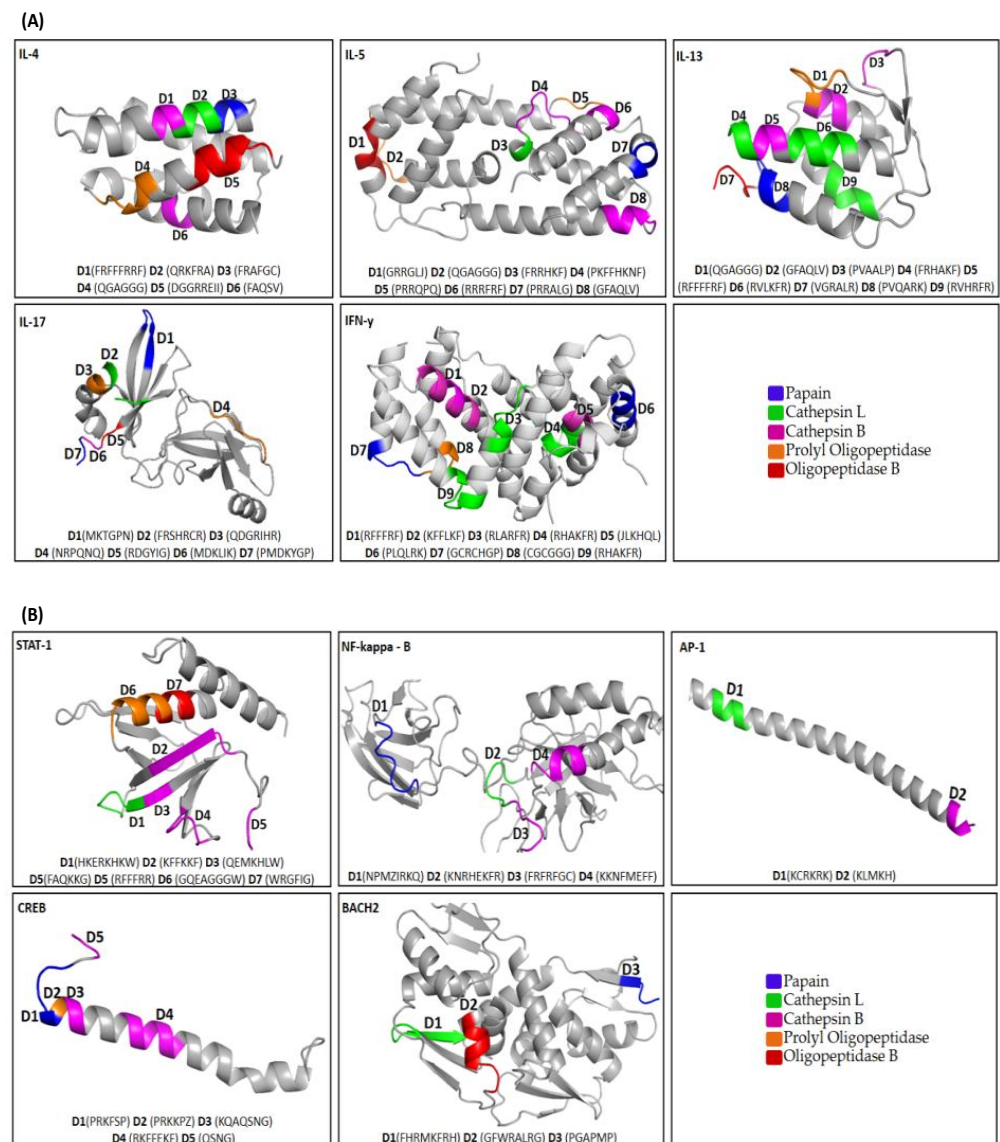 (A)
IL-4
D1
D2
D3
D4
D5
D6
D1(FRFFFRRF) D2 (QRKFRA) D3 (FRAFGC)
D4 (QGAGGG) D5 (DGGRREII) D6 (FAQSV)
IL-5
D1
D2
D3
D4
D5
D6
D7
D8
D1(GRRGLJ) D2 (QGAGGG) D3 (FRRHKF) D4 (PKFFHKNF)
D5(PRRQPQ) D6 (RRRFRF) D7 (PRRALG) D8 (GFAQLV)
IL-13
D1
D2
D3
D4
D5
D6
D7
D8
D9
D1(QGAGGG) D2 (GFAQLV) D3 (PVAALP) D4 (FRHAKF) D5
(RFFFFRF) D6 (RVLKFR) D7 (VGRALR) D8 (PVQARK) D9 (RVHRFR)
IL-17
D1
D2
D3
D4
D5
D6
D7
D1(MKTGPN) D2 (FRSHRCR) D3 (QDGRIHR)
D4 (NRPQNQ) D5 (RDGYIG) D6 (MDKLIK) D7 (PMDKYGP)
IFN-y
D1
D2
D3
D4
D5
D6
D7
D8
D9
D1(RFFFRF) D2 (KFFLKF) D3 (RLARFR) D4 (RHAKFR) D5 (JLKHQL)
D6 (PLQLRK) D7 (GCRCHGP) D8 (CGCGGG) D9 (RHAKFR)
Papain
Cathepsin L
Cathepsin B
Prolyl Oligopeptidase
Oligopeptidase B
(B)
STAT-1
D6
D7
D2
D3
D1
D4
D5
D1(HKERKHKW) D2 (KFFKKF) D3 (QEMKHLW)
D5(FAQKKG) D5 (RFFFRR) D6 (GQEAGGGW) D7 (WRGFIG)
NF-kappa - B
D1
D2
D4
D3
D1(NPMZIRKQ) D2 (KNRHEKFR) D3 (FRFRFGC) D4 (KKNFMEFF)
AP-1
D1
D2
D1(KCRKRK) D2 (KLMKH)
CREB
D5
D2
D3
D1
D4
D1(PRKFSP) D2 (PRKKPZ) D3 (KQAQSNG)
D4 (RKFFEKF) D5 (QSNG)
BACH2
D1
D2
D3
D1(FHRMKFRH) D2 (GFWRALRG) D3 (PGAPMP)
Papain
Cathepsin L
Cathepsin B
Prolyl Oligopeptidase
Oligopeptidase B